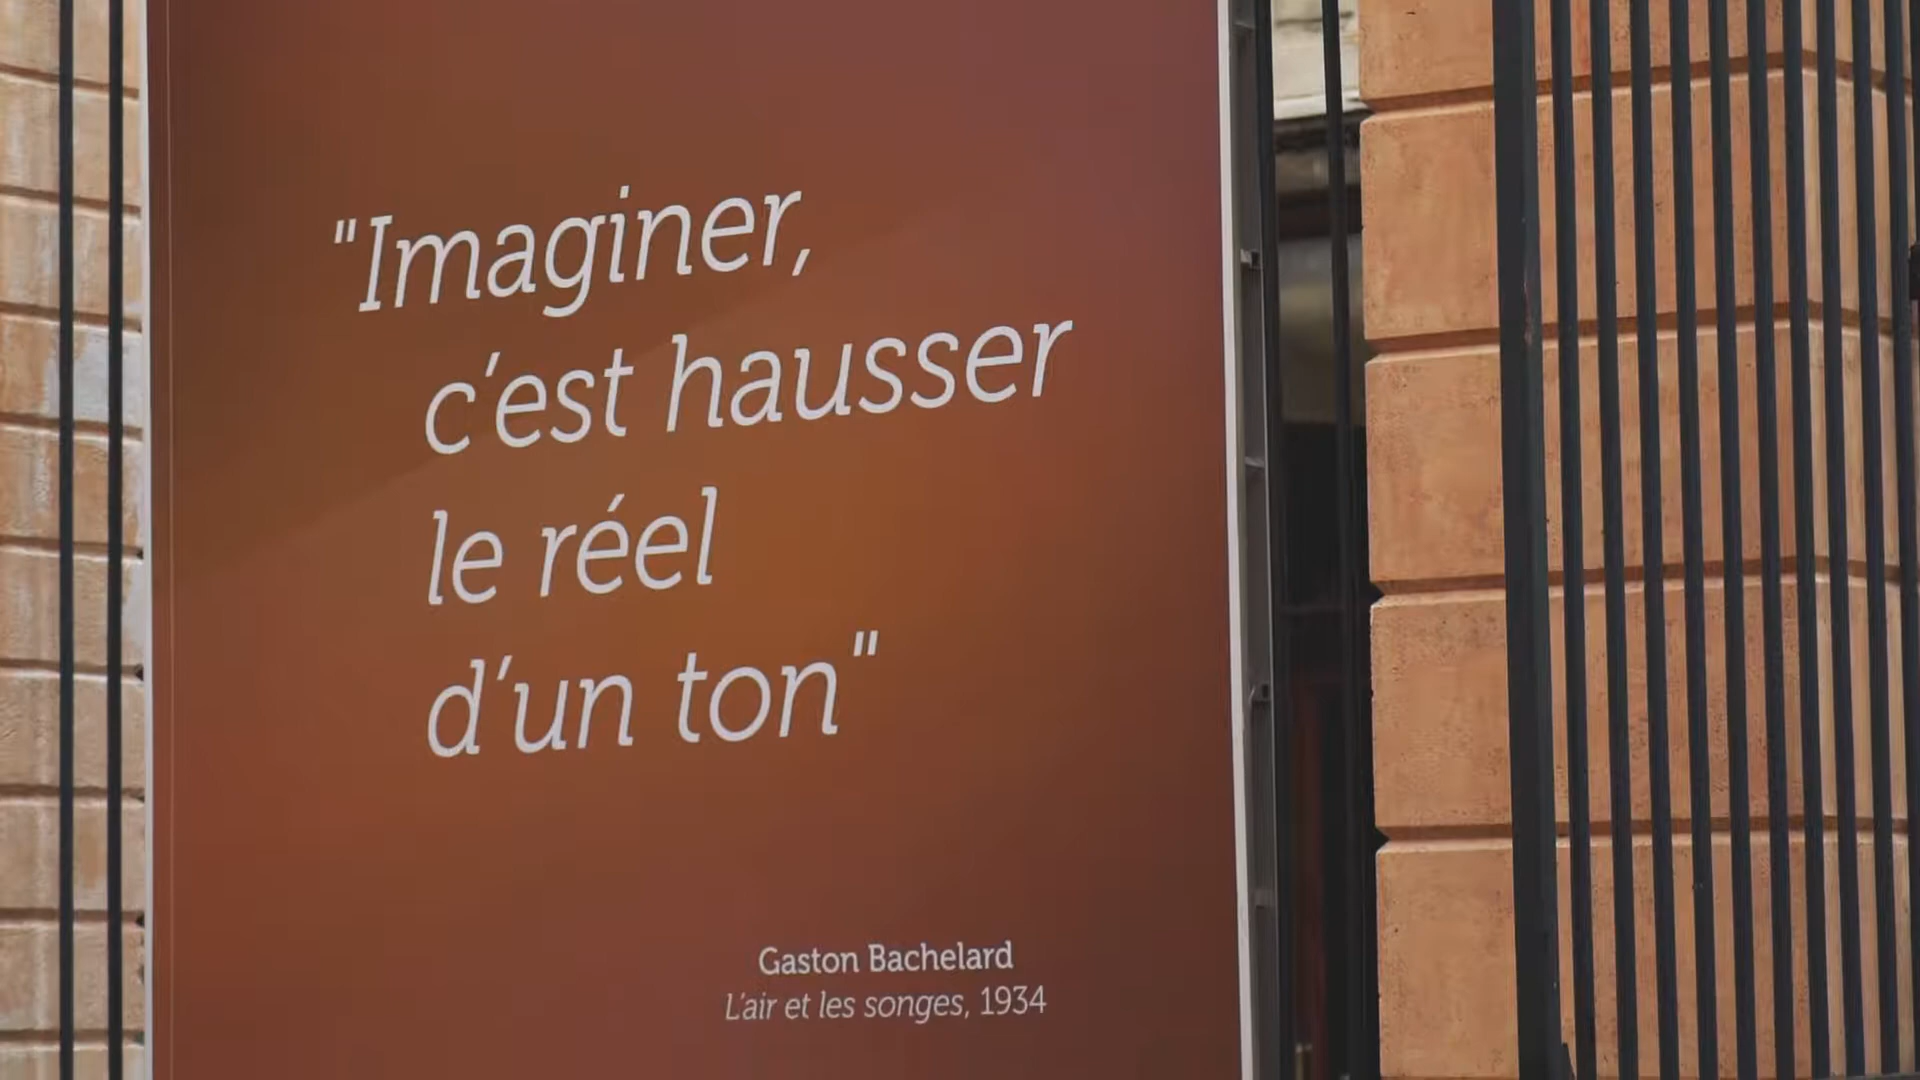 "Imaginer,
c'est hausser
le réel
d'un ton"
Gaston Bachelard
L'air et les songes, 1934